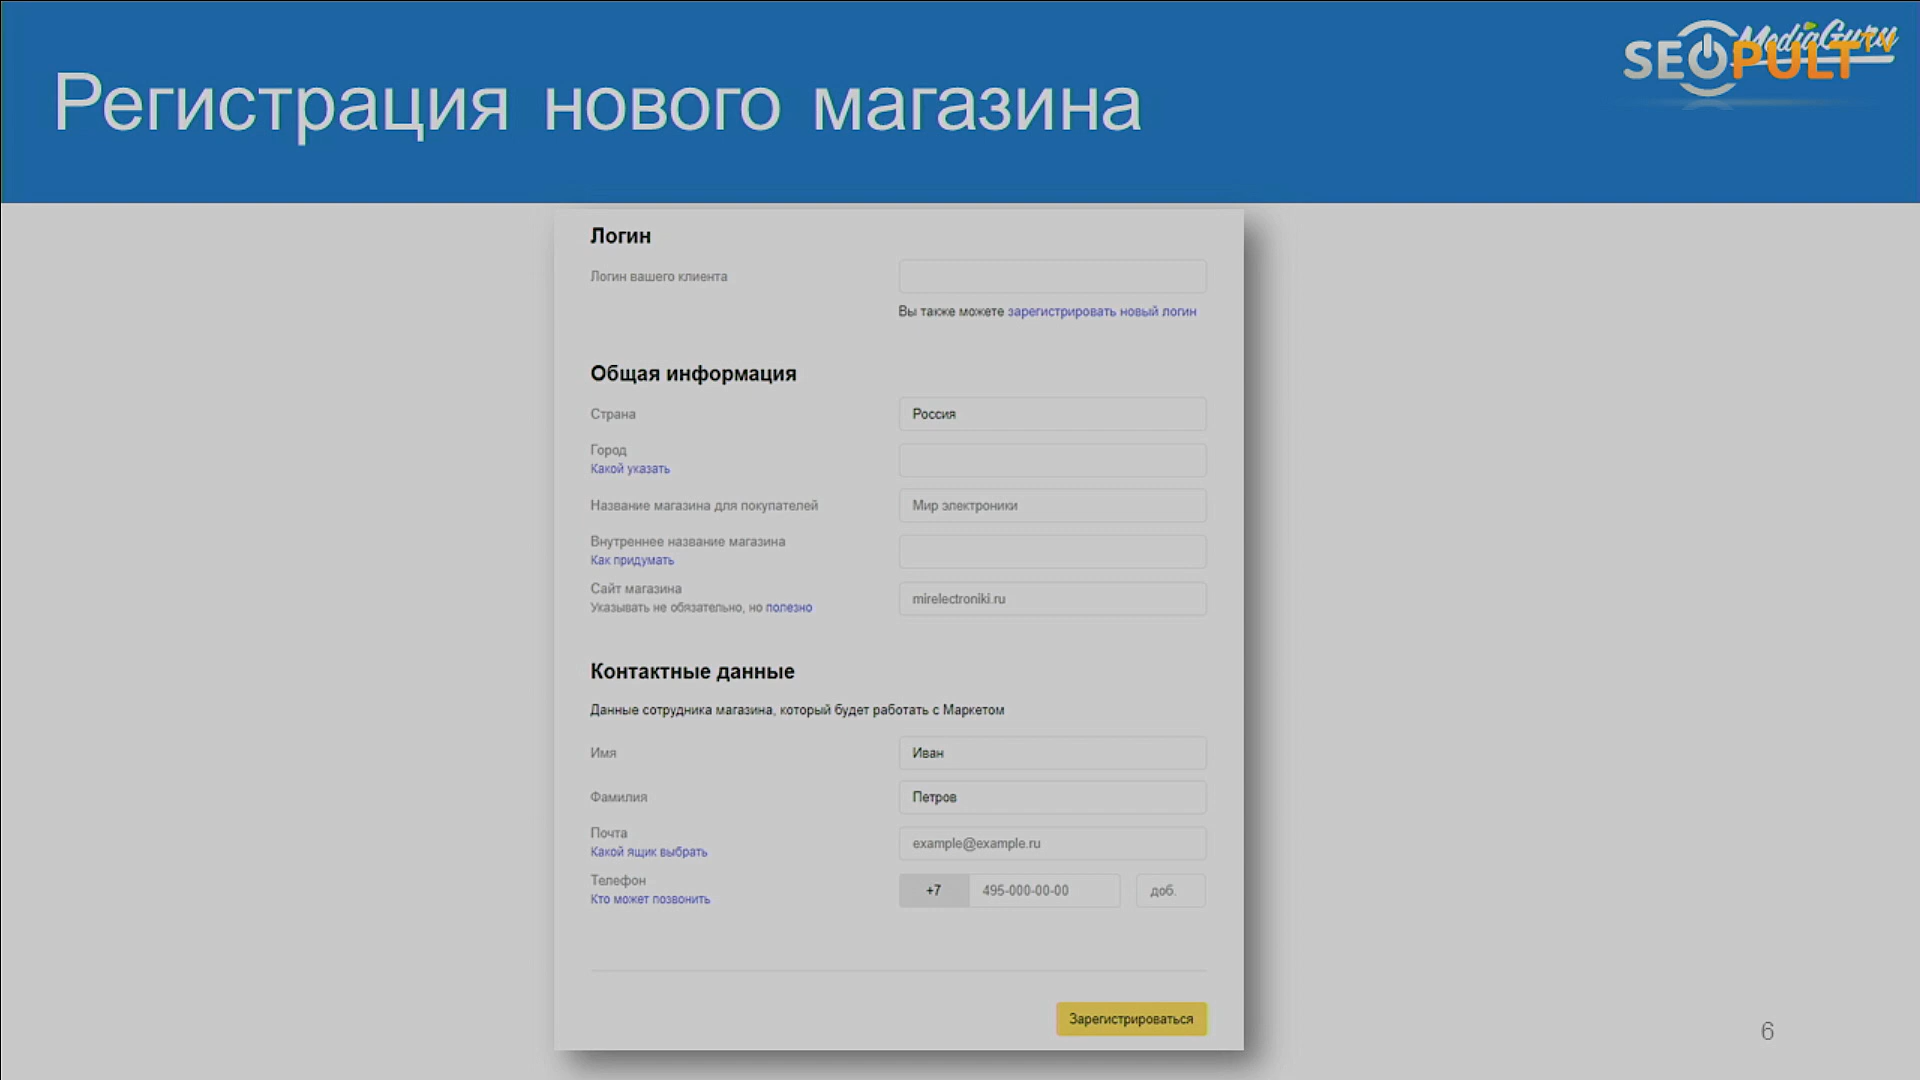 Регистрация нового магазина
SEOPULT TV
MediaGuru
Логин
Логин вашего клиента
Вы также можете зарегистрировать новый логин
Общая информация
Страна
Россия
Город
Какой указать
Название магазина для покупателей
Мир электроники
Внутреннее название магазина
Как придумать
Сайт магазина
Указывать не обязательно, но полезно
mirelectroniki.ru
Контактные данные
Данные сотрудника магазина, который будет работать с Маркетом
Имя
Иван
Фамилия
Петров
Почта
Какой ящик выбрать
example@example.ru
Телефон
Кто может позвонить
+7
495-000-00-00
доб.
Зарегистрироваться
6